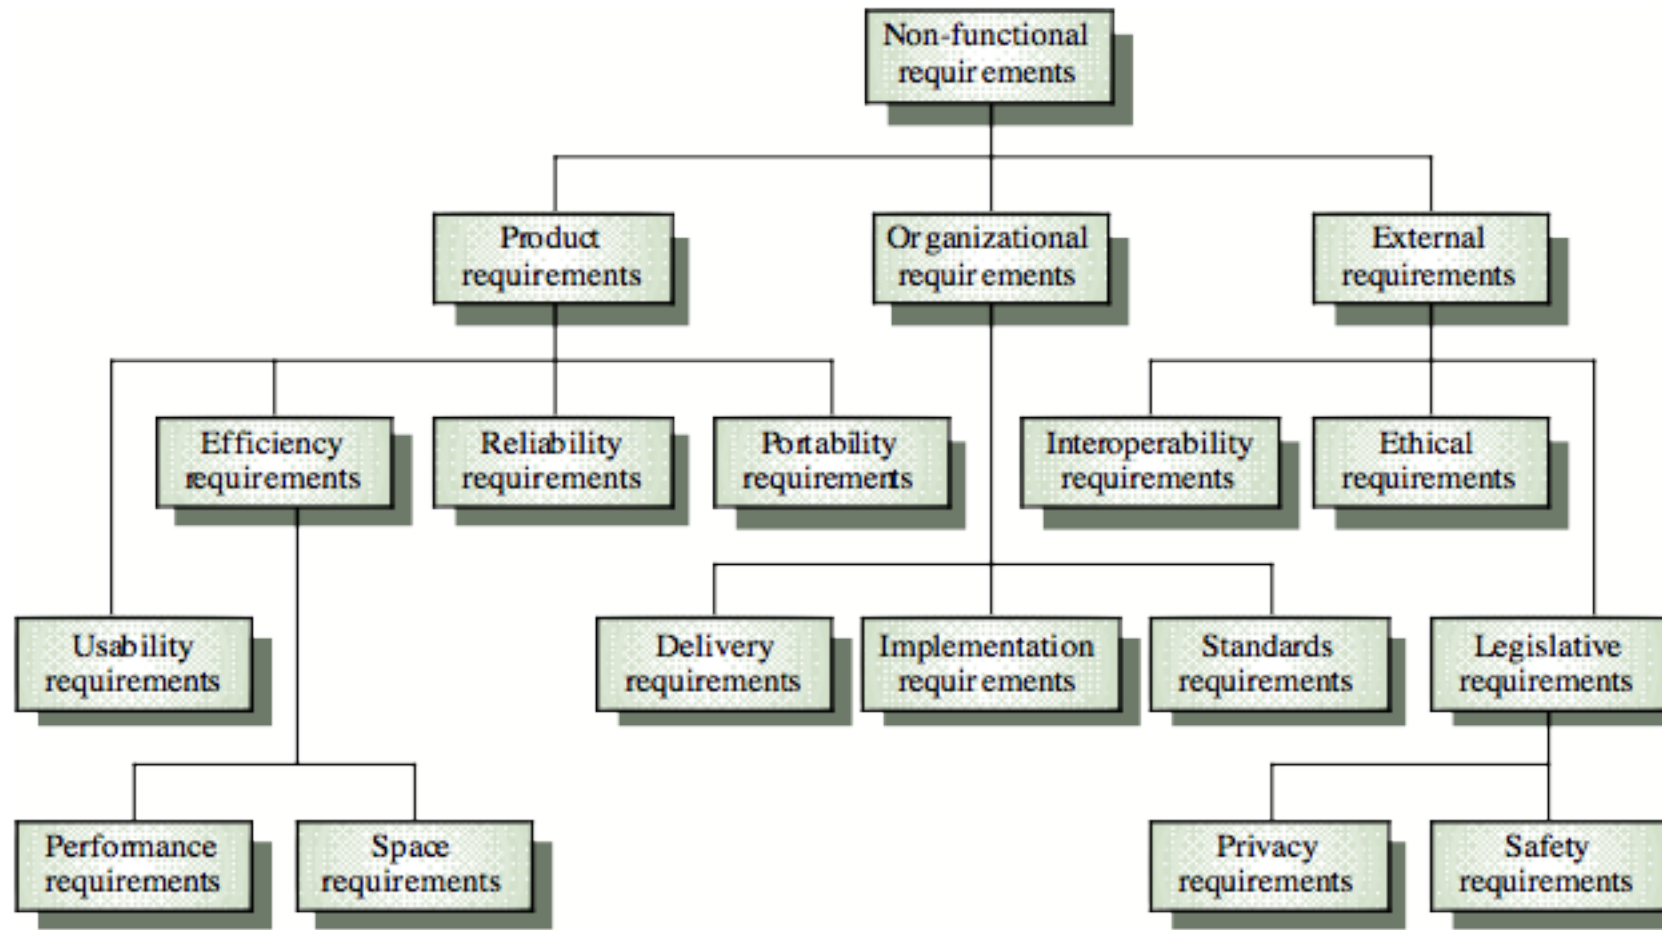 Non-functional
requirements
Product
requirements
Organizational
requirements
External
requirements
Efficiency
requirements
Reliability
requirements
Portability
requirements
Interoperability
requirements
Ethical
requirements
Usability
requirements
Delivery
requirements
Implementation
requirements
Standards
requirements
Legislative
requirements
Performance
requirements
Space
requirements
Privacy
requirements
Safety
requirements